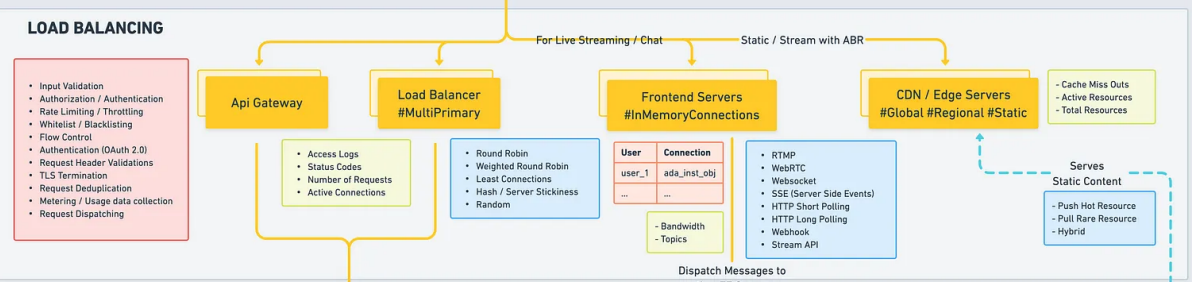 LOAD BALANCING
For Live Streaming / Chat
Static / Stream with ABR
• Input Validation
• Authorization / Authentication
• Rate Limiting / Throttling
• Whitelist / Blacklisting
• Flow Control
• Authentication (OAuth 2.0)
• Request Header Validations
• TLS Termination
• Request Deduplication
• Metering / Usage data collection
• Request Dispatching
Api Gateway
Load Balancer
#MultiPrimary
Frontend Servers
#InMemoryConnections
CDN / Edge Servers
#Global #Regional #Static
- Cache Miss Outs
- Active Resources
- Total Resources
• Access Logs
• Status Codes
• Number of Requests
• Active Connections
• Round Robin
• Weighted Round Robin
• Least Connections
• Hash / Server Stickiness
• Random
User Connection
user_1 ada_inst_obj
... ...
- Bandwidth
- Topics
• RTMP
• WebRTC
• Websocket
• SSE (Server Side Events)
• HTTP Short Polling
• HTTP Long Polling
• Webhook
• Stream API
Serves
Static Content
- Push Hot Resource
- Pull Rare Resource
- Hybrid
Dispatch Messages to